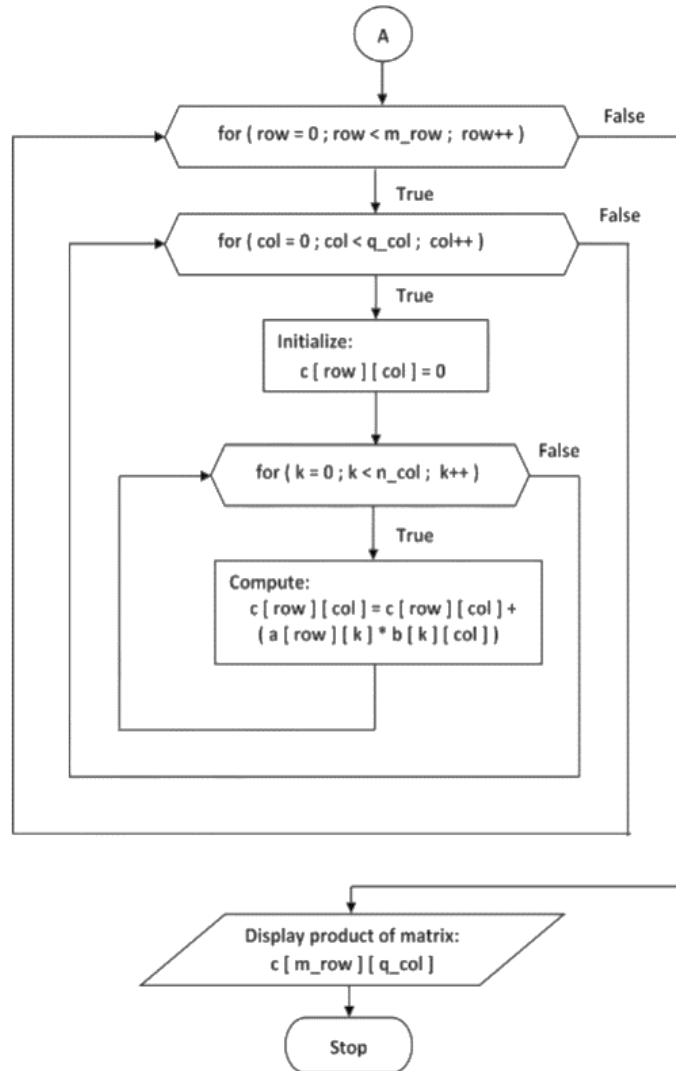 A
for ( row = 0 ; row < m_row ; row++ )
False
True
for ( col = 0 ; col < q_col ; col++ )
False
True
Initialize:
c [ row ] [ col ] = 0
for ( k = 0 ; k < n_col ; k++ )
False
True
Compute:
c [ row ] [ col ] = c [ row ] [ col ] +
( a [ row ] [ k ] * b [ k ] [ col ] )
Display product of matrix:
c [ m_row ] [ q_col ]
Stop